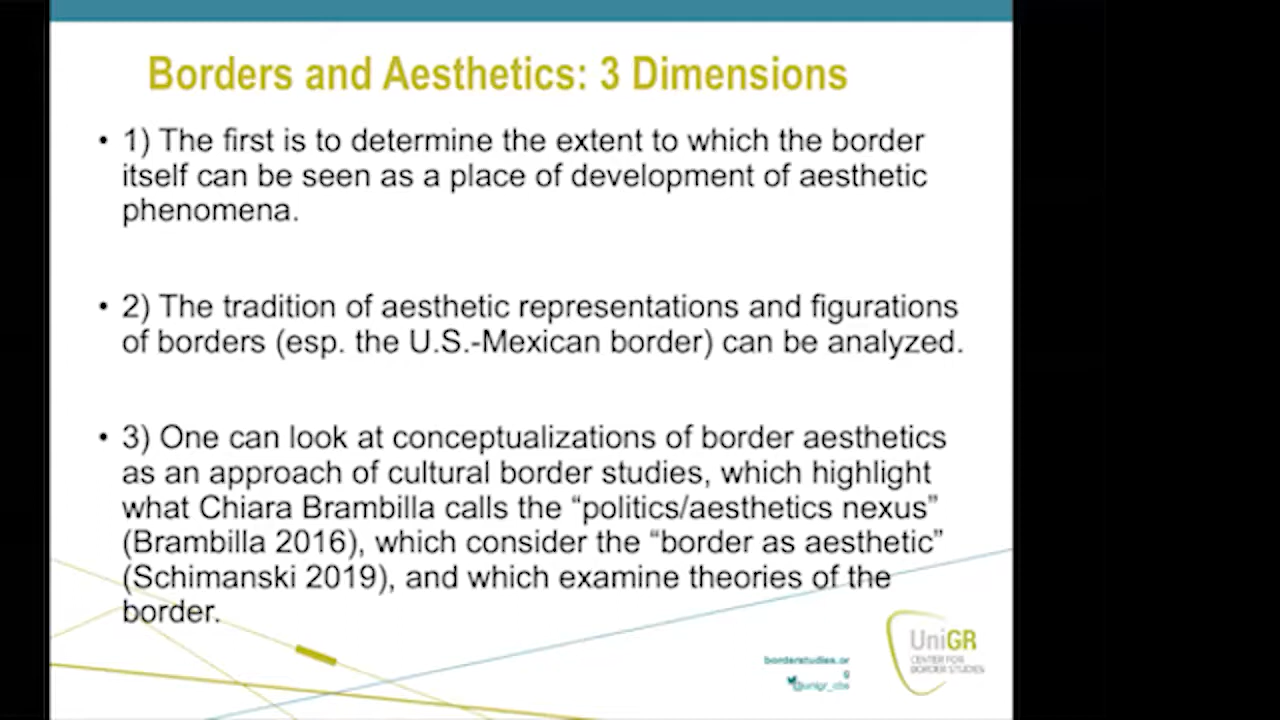 Borders and Aesthetics: 3 Dimensions
• 1) The first is to determine the extent to which the border
itself can be seen as a place of development of aesthetic
phenomena.
• 2) The tradition of aesthetic representations and figurations
of borders (esp. the U.S.-Mexican border) can be analyzed.
• 3) One can look at conceptualizations of border aesthetics
as an approach of cultural border studies, which highlight
what Chiara Brambilla calls the “politics/aesthetics nexus”
(Brambilla 2016), which consider the “border as aesthetic”
(Schimanski 2019), and which examine theories of the
border.
borderstudies.or
g
@unigr_cbs
UniGR
CENTER FOR
BORDER STUDIES